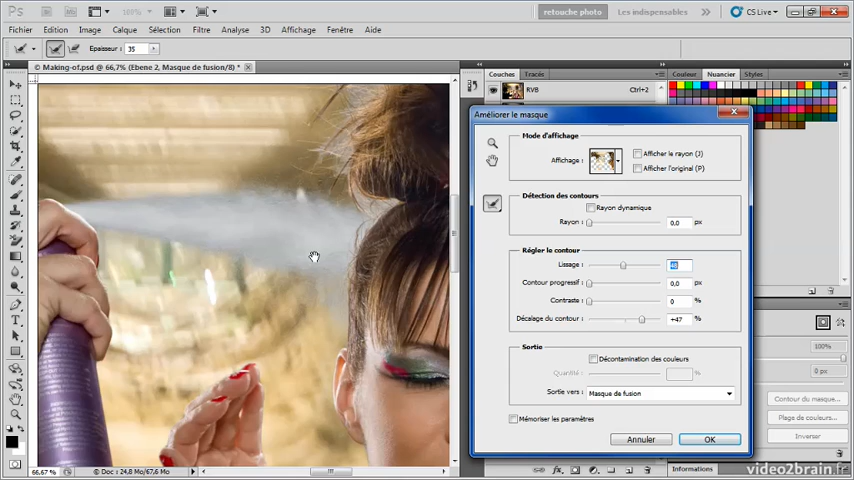 Ps 100% retouche photo Les indispensables CS Live
Fichier Edition Image Calque Sélection Filtre Analyse 3D Affichage Fenêtre Aide
Epaisseur : 35
© Making-of.psd @ 66,7% (Ebene 2, Masque de fusion/8) *
Couches Tracés
Couleur Nuancier Styles
RVB Ctrl+2
Améliorer le masque
Mode d'affichage
Affichage :
Afficher le rayon (J)
Afficher l'original (P)
Détection des contours
Rayon dynamique
Rayon : 0,0 px
Régler le contour
Lissage :
Contour progressif : 0,0 px
Contraste : 0 %
Décalage du contour : +47 %
Sortie
Décontamination des couleurs
Quantité : %
Sortie vers : Masque de fusion
Mémoriser les paramètres
Annuler OK
100%
0 px
Contour du masque...
Plage de couleurs...
Inverser
66,67% Doc : 24,8 Mo/67,6 Mo
Informations
video2brain.fr